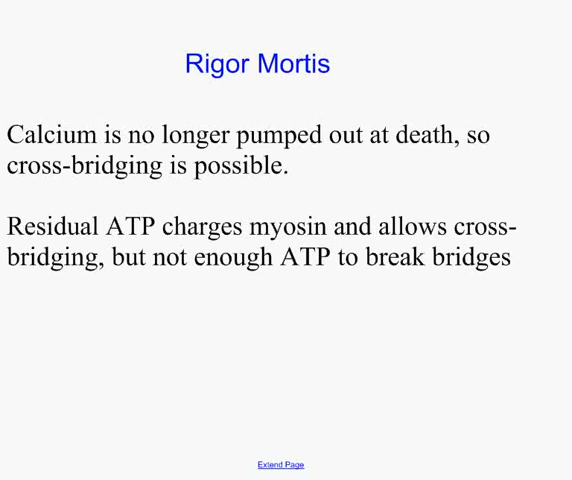 Rigor Mortis
Calcium is no longer pumped out at death, so
cross-bridging is possible.
Residual ATP charges myosin and allows cross-
bridging, but not enough ATP to break bridges
Extend Page